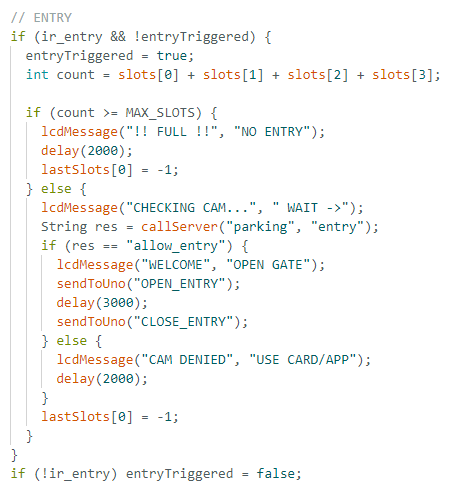 // ENTRY
if (ir_entry && !entryTriggered) {
  entryTriggered = true;
  int count = slots[0] + slots[1] + slots[2] + slots[3];

  if (count >= MAX_SLOTS) {
    lcdMessage("!! FULL !!", "NO ENTRY");
    delay(2000);
    lastSlots[0] = -1;
  } else {
    lcdMessage("CHECKING CAM...", " WAIT ->");
    String res = callServer("parking", "entry");
    if (res == "allow_entry") {
      lcdMessage("WELCOME", "OPEN GATE");
      sendToUno("OPEN_ENTRY");
      delay(3000);
      sendToUno("CLOSE_ENTRY");
    } else {
      lcdMessage("CAM DENIED", "USE CARD/APP");
      delay(2000);
    }
    lastSlots[0] = -1;
  }
}
if (!ir_entry) entryTriggered = false;